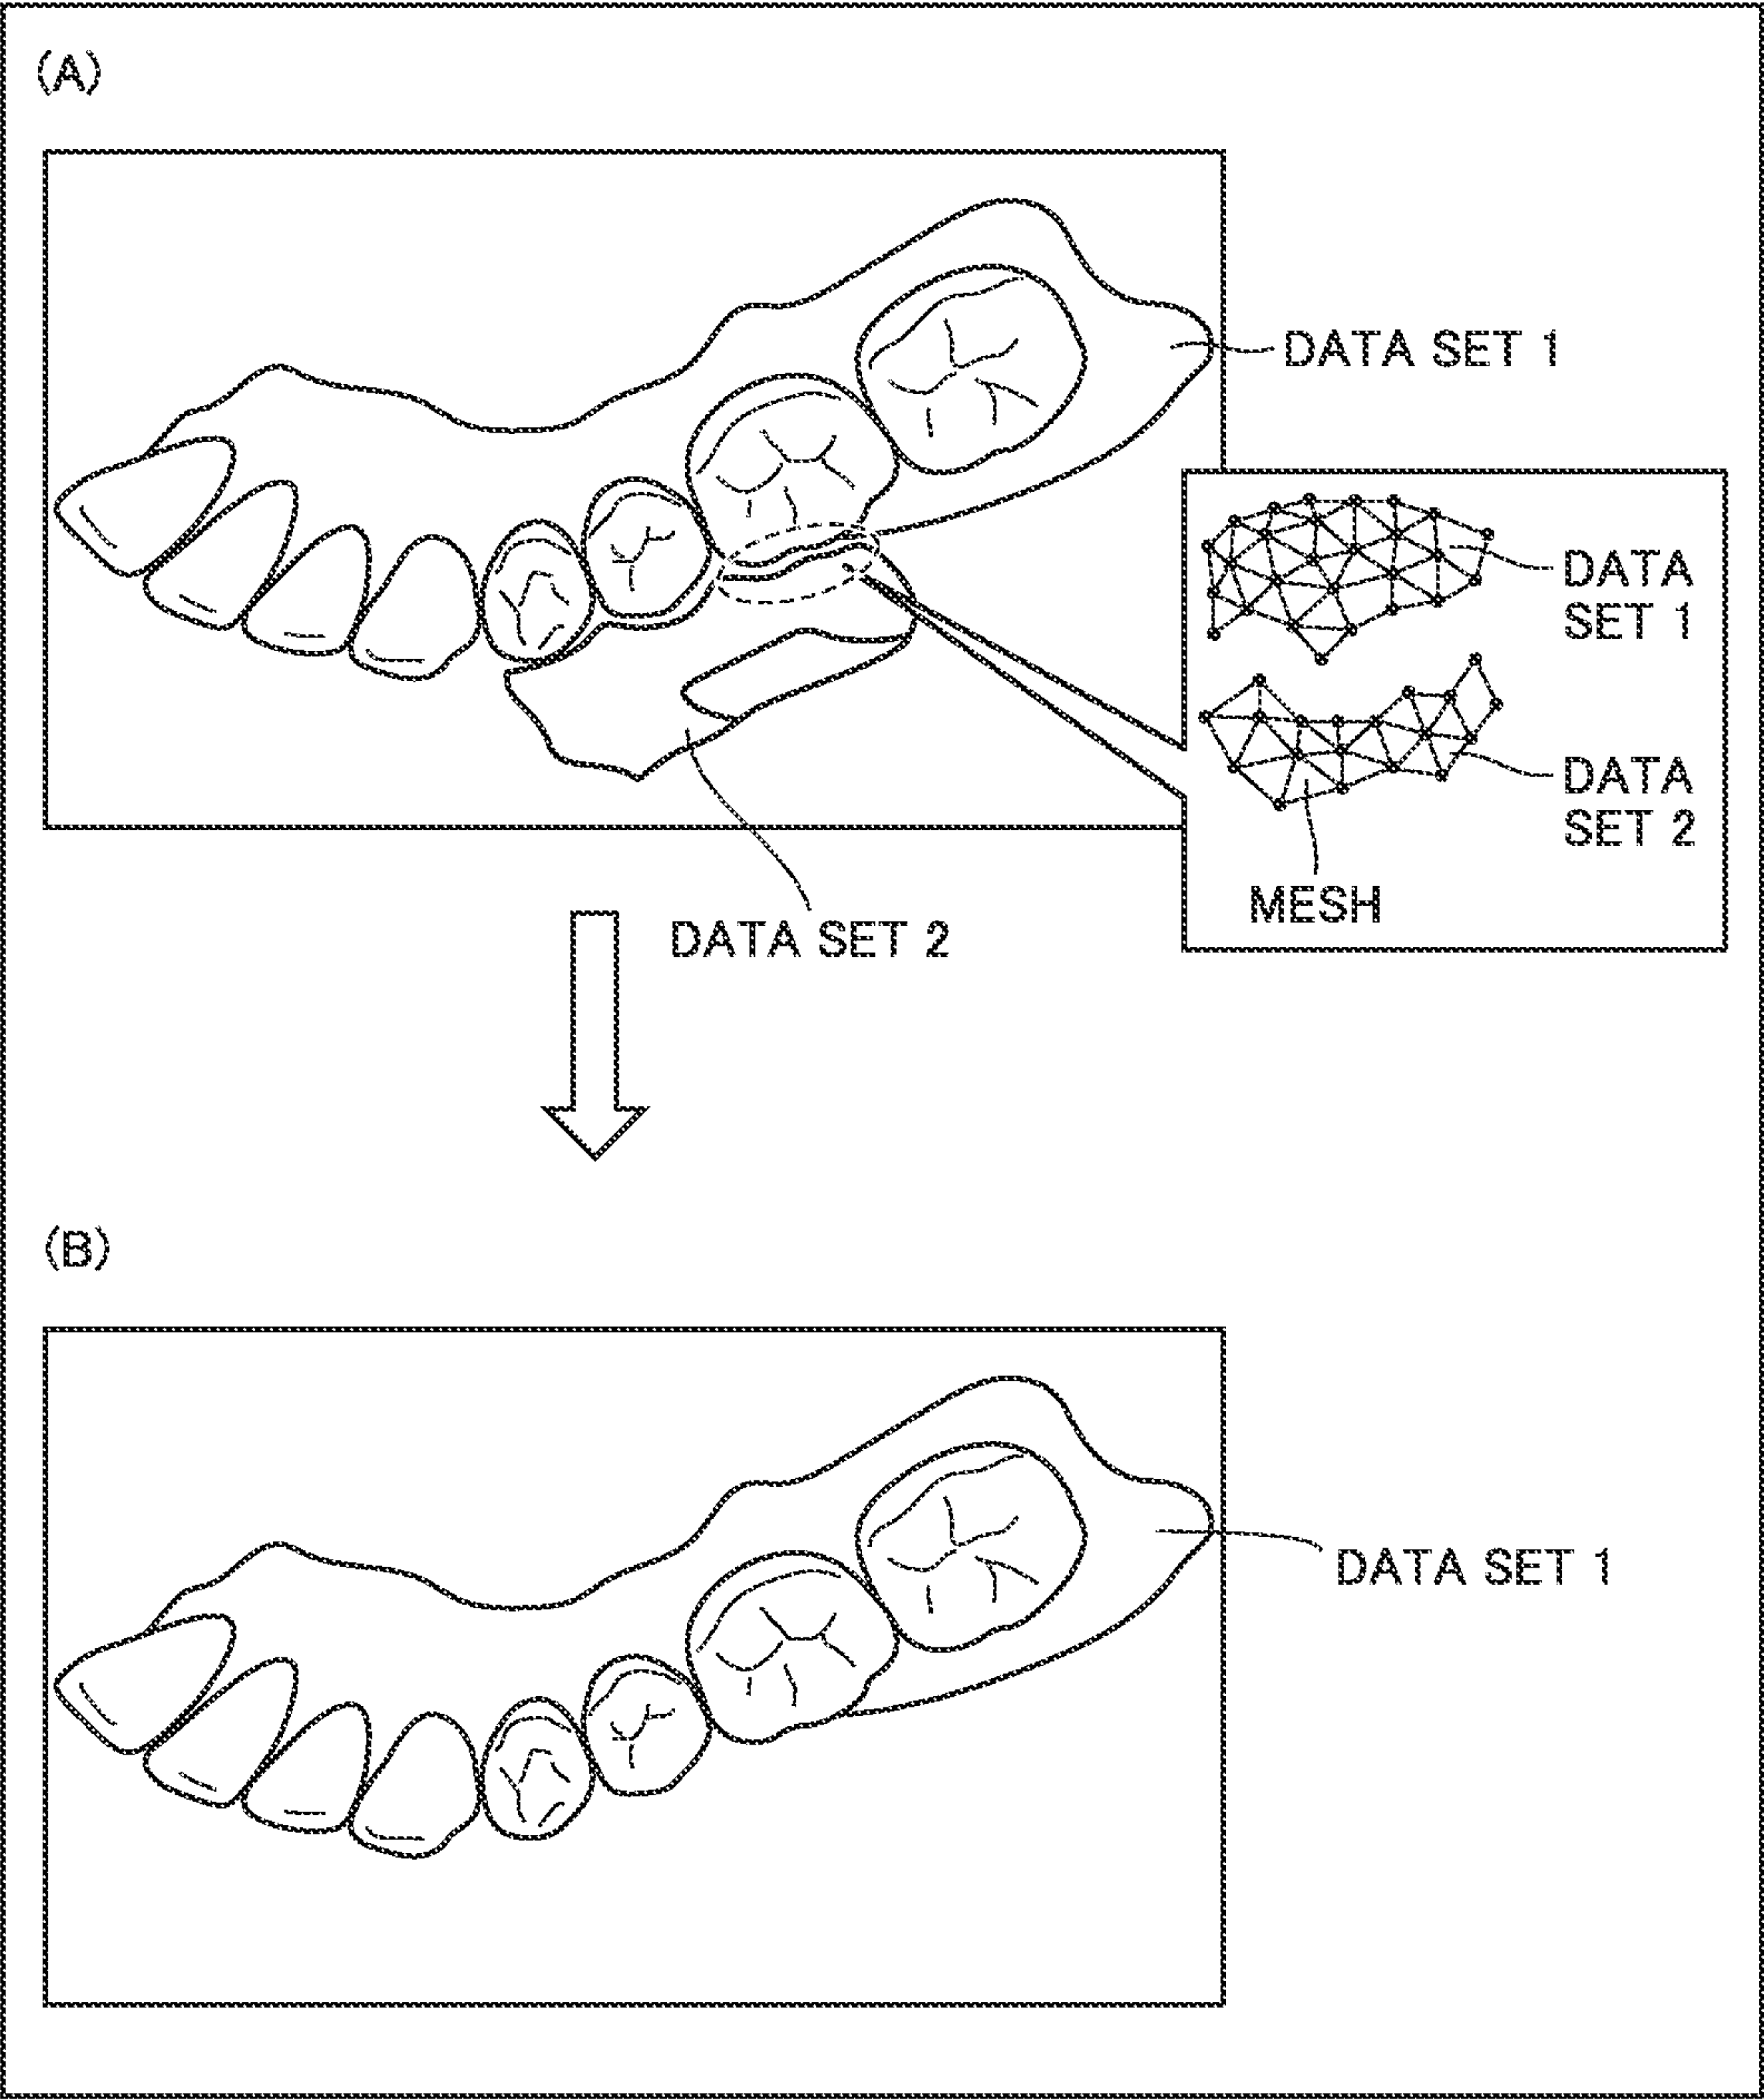 (A)
DATA SET 1
DATA
SET 1
DATA
SET 2
MESH
DATA SET 2
(B)
DATA SET 1